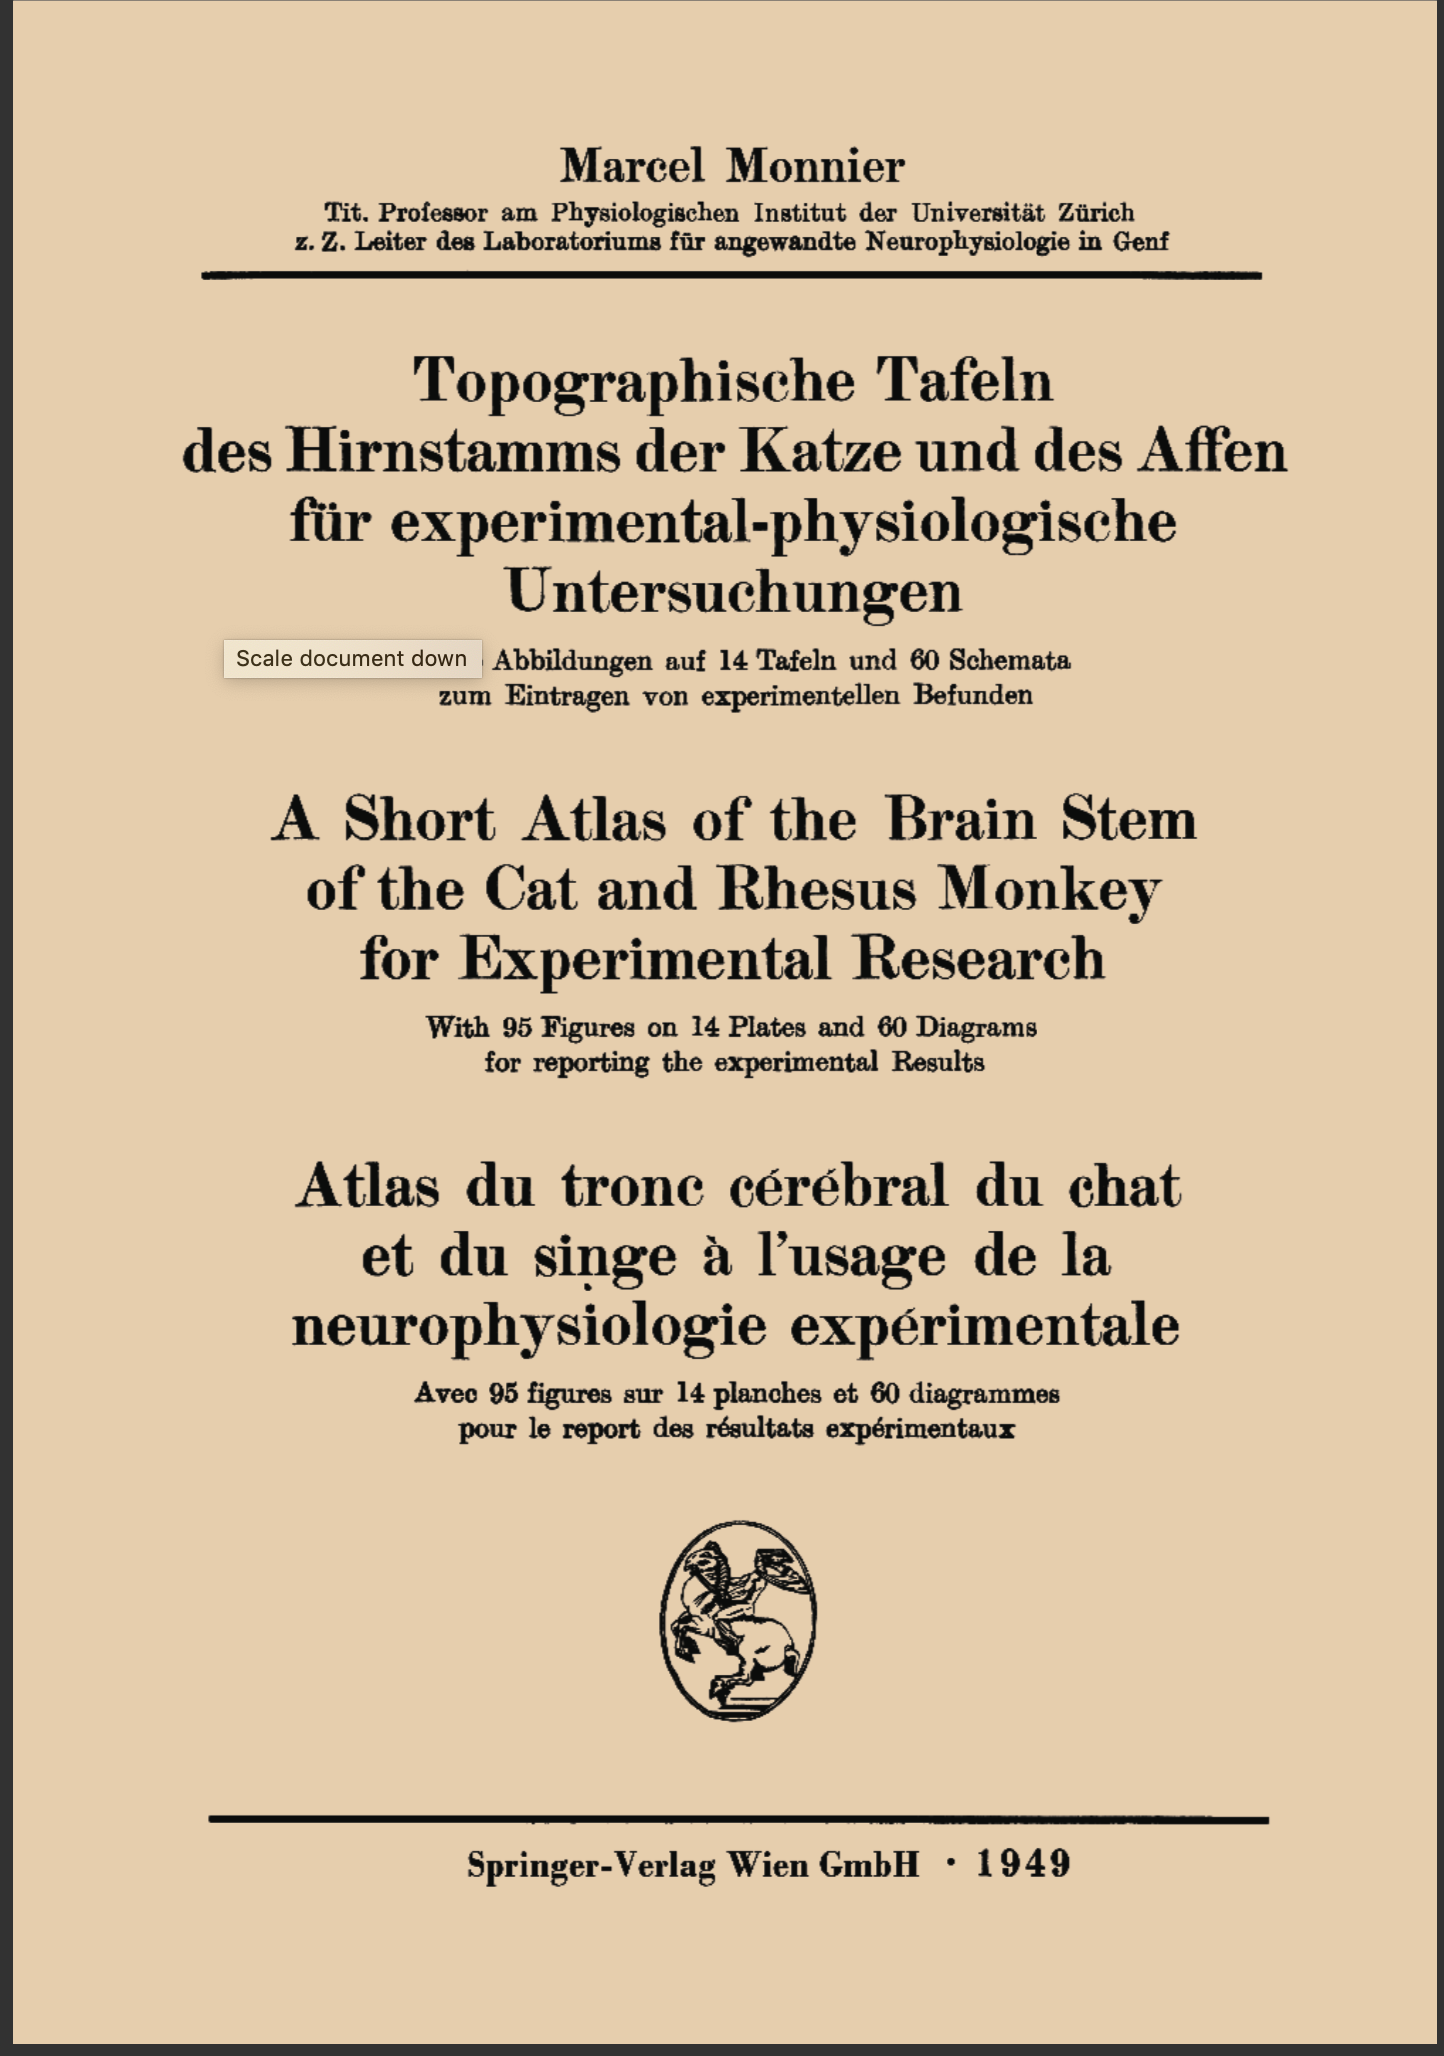 Marcel Monnier
Tit. Professor am Physiologischen Institut der Universität Zürich
z. Z. Leiter des Laboratoriums für angewandte Neurophysiologie in Genf
Topographische Tafeln
des Hirnstamms der Katze und des Affen
für experimental-physiologische
Untersuchungen
Scale document down
Abbildungen auf 14 Tafeln und 60 Schemata
zum Eintragen von experimentellen Befunden
A Short Atlas of the Brain Stem
of the Cat and Rhesus Monkey
for Experimental Research
With 95 Figures on 14 Plates and 60 Diagrams
for reporting the experimental Results
Atlas du tronc cérébral du chat
et du singe à l’usage de la
neurophysiologie expérimentale
Avec 95 figures sur 14 planches et 60 diagrammes
pour le report des résultats expérimentaux
Springer-Verlag Wien GmbH · 1949